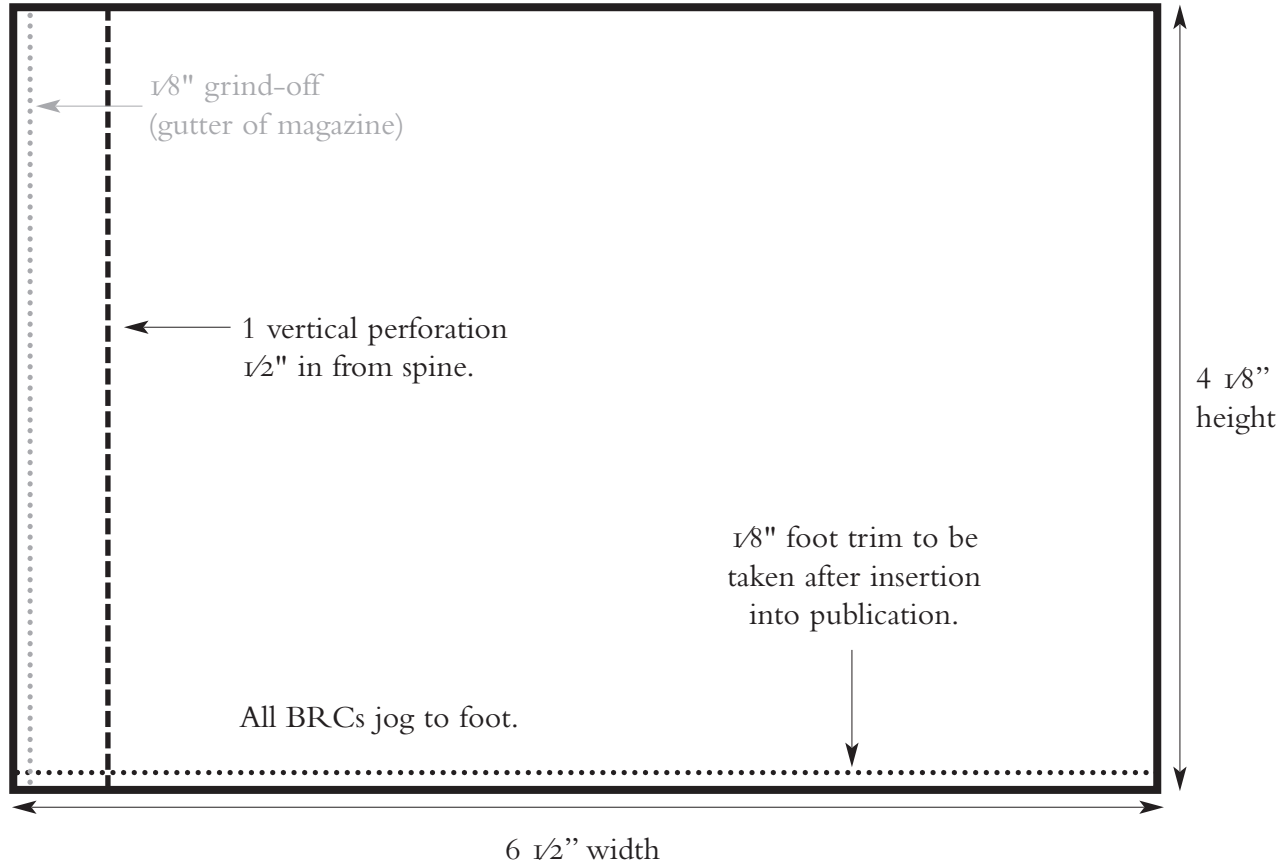 1⁄8" grind-off
(gutter of magazine)
1 vertical perforation
1⁄2" in from spine.
4 1⁄8”
height
1⁄8" foot trim to be
taken after insertion
into publication.
All BRCs jog to foot.
6 1⁄2” width